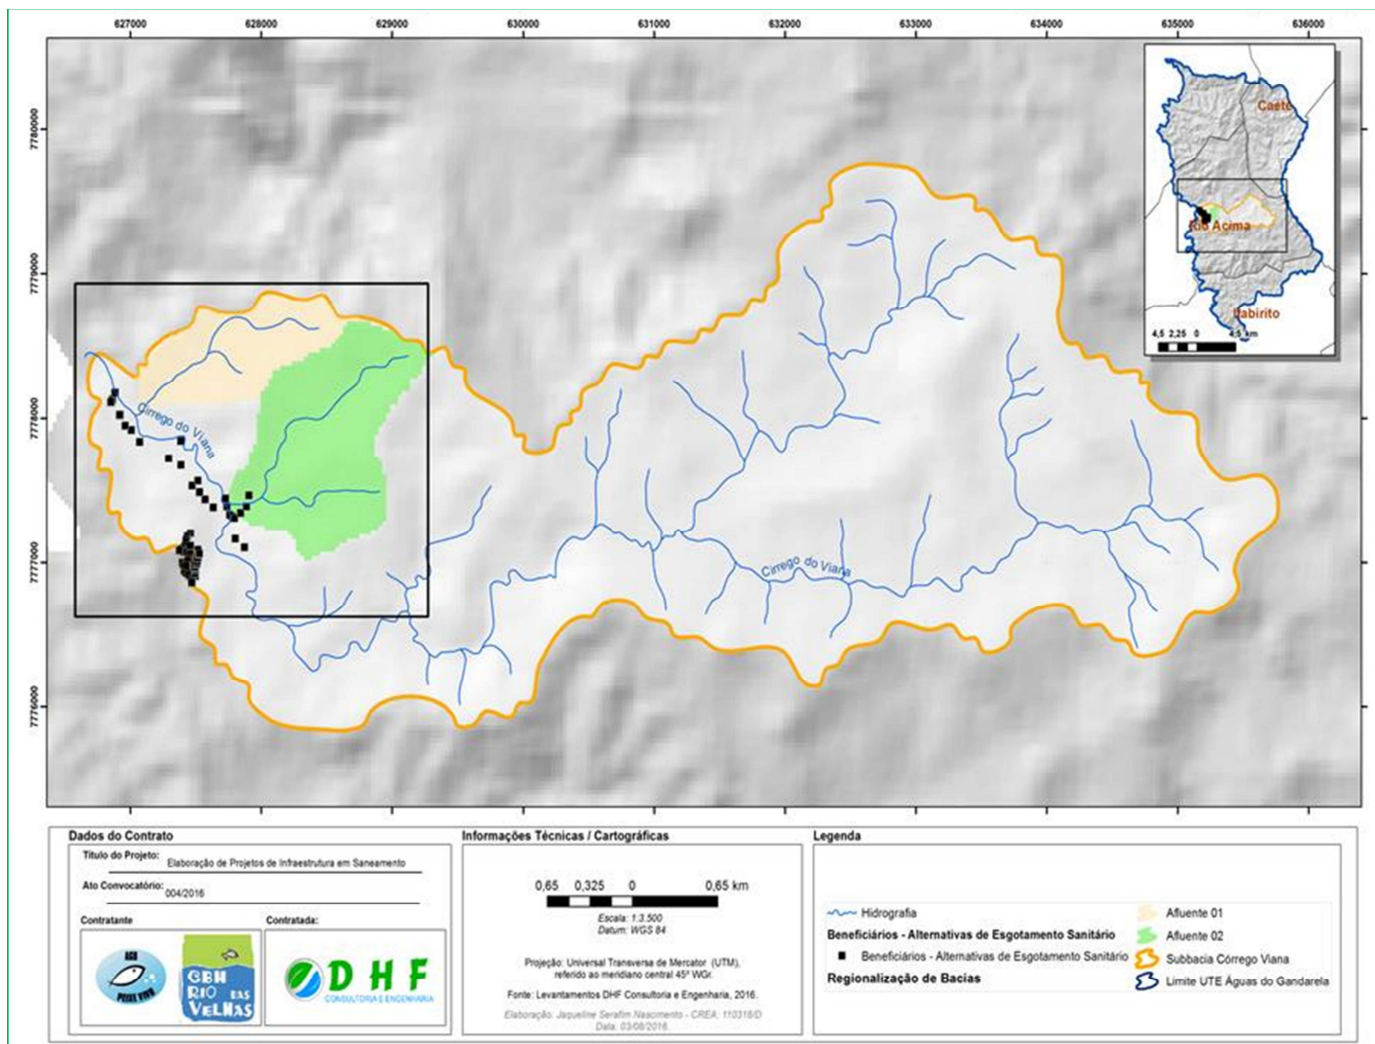 627000 628000 629000 630000 631000 632000 633000 634000 635000 636000
7780000
7779000
7778000
7777000
7776000
Caeté
Rio Acima
Itabirito
4,5 2,25 0 4,5 km
Cirrego do Viana
Cirrego do Viana
Dados do Contrato
Título do Projeto: Elaboração de Projetos de Infraestrutura em Saneamento
Ato Convocatório: 004/2016
Contratante
Contratada:
AGB
PEIXE VIVO
CBH
RIO DAS
VELHAS
DHF
CONSULTORIA E ENGENHARIA
Informações Técnicas / Cartográficas
0,65 0,325 0 0,65 km
Escala: 1:3.500
Datum: WGS 84
Projeção: Universal Transversa de Mercator (UTM),
referido ao meridiano central 45º WGr.
Fonte: Levantamentos DHF Consultoria e Engenharia, 2016.
Elaboração: Jaqueline Serafim Nascimento - CREA: 110318/D
Data: 03/08/2016.
Legenda
Hidrografia
Beneficiários - Alternativas de Esgotamento Sanitário
Beneficiários - Alternativas de Esgotamento Sanitário
Regionalização de Bacias
Afluente 01
Afluente 02
Subbacia Córrego Viana
Limite UTE Águas do Gandarela